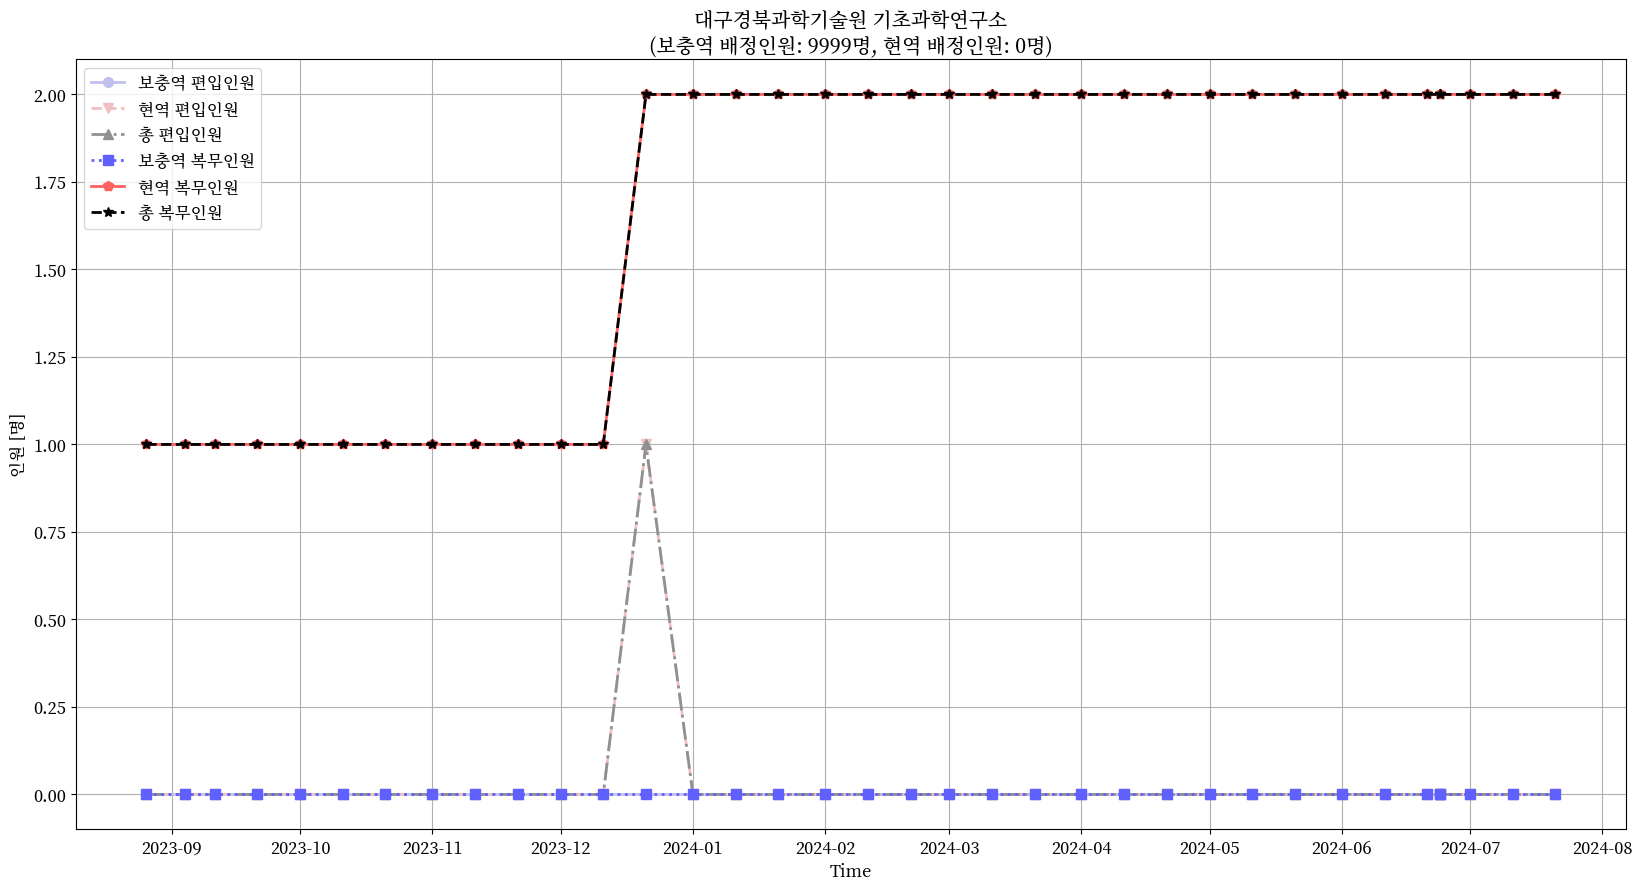 대구경북과학기술원 기초과학연구소
(보충역 배정인원: 9999명, 현역 배정인원: 0명)
보충역 편입인원
현역 편입인원
총 편입인원
보충역 복무인원
현역 복무인원
총 복무인원
2.00
1.75
1.50
1.25
1.00
0.75
0.50
0.25
0.00
인원 [명]
2023-09 2023-10 2023-11 2023-12 2024-01 2024-02 2024-03 2024-04 2024-05 2024-06 2024-07 2024-08
Time